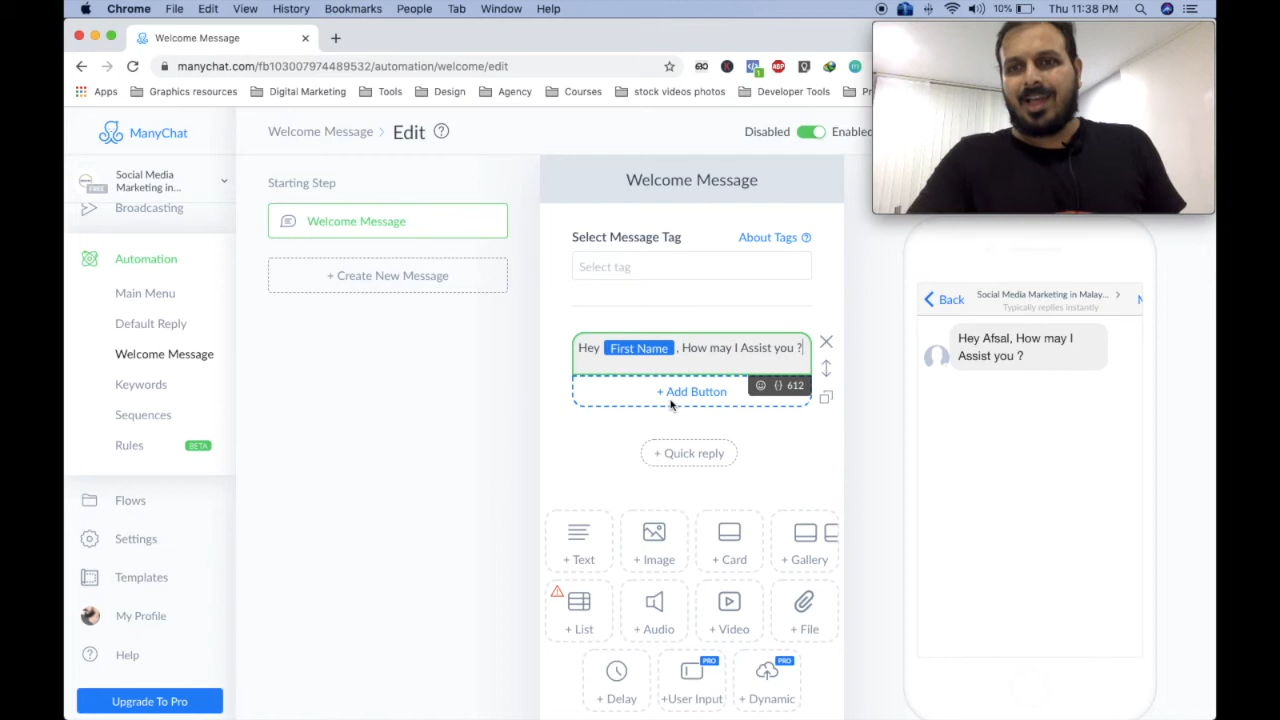 Chrome File Edit View History Bookmarks People Tab Window Help
10% Thu 11:38 PM
Welcome Message
manychat.com/fb103007974489532/automation/welcome/edit
ABP
1
m
Apps Graphics resources Digital Marketing Tools Design Agency Courses stock videos photos Developer Tools
ManyChat
Welcome Message > Edit ?
Disabled Enabled
FREE
Social Media
Marketing in...
Broadcasting
Automation
Main Menu
Default Reply
Welcome Message
Keywords
Sequences
Rules BETA
Flows
Settings
Templates
My Profile
Help
Upgrade To Pro
Starting Step
Welcome Message
+ Create New Message
Welcome Message
Select Message Tag About Tags ?
Select tag
Hey First Name , How may I Assist you ?
{} 612
+ Add Button
+ Quick reply
+ Text + Image + Card + Gallery
+ List + Audio + Video + File
PRO PRO
+ Delay +User Input + Dynamic
Back Social Media Marketing in Malay... >
Typically replies instantly
Hey Afsal, How may I
Assist you ?